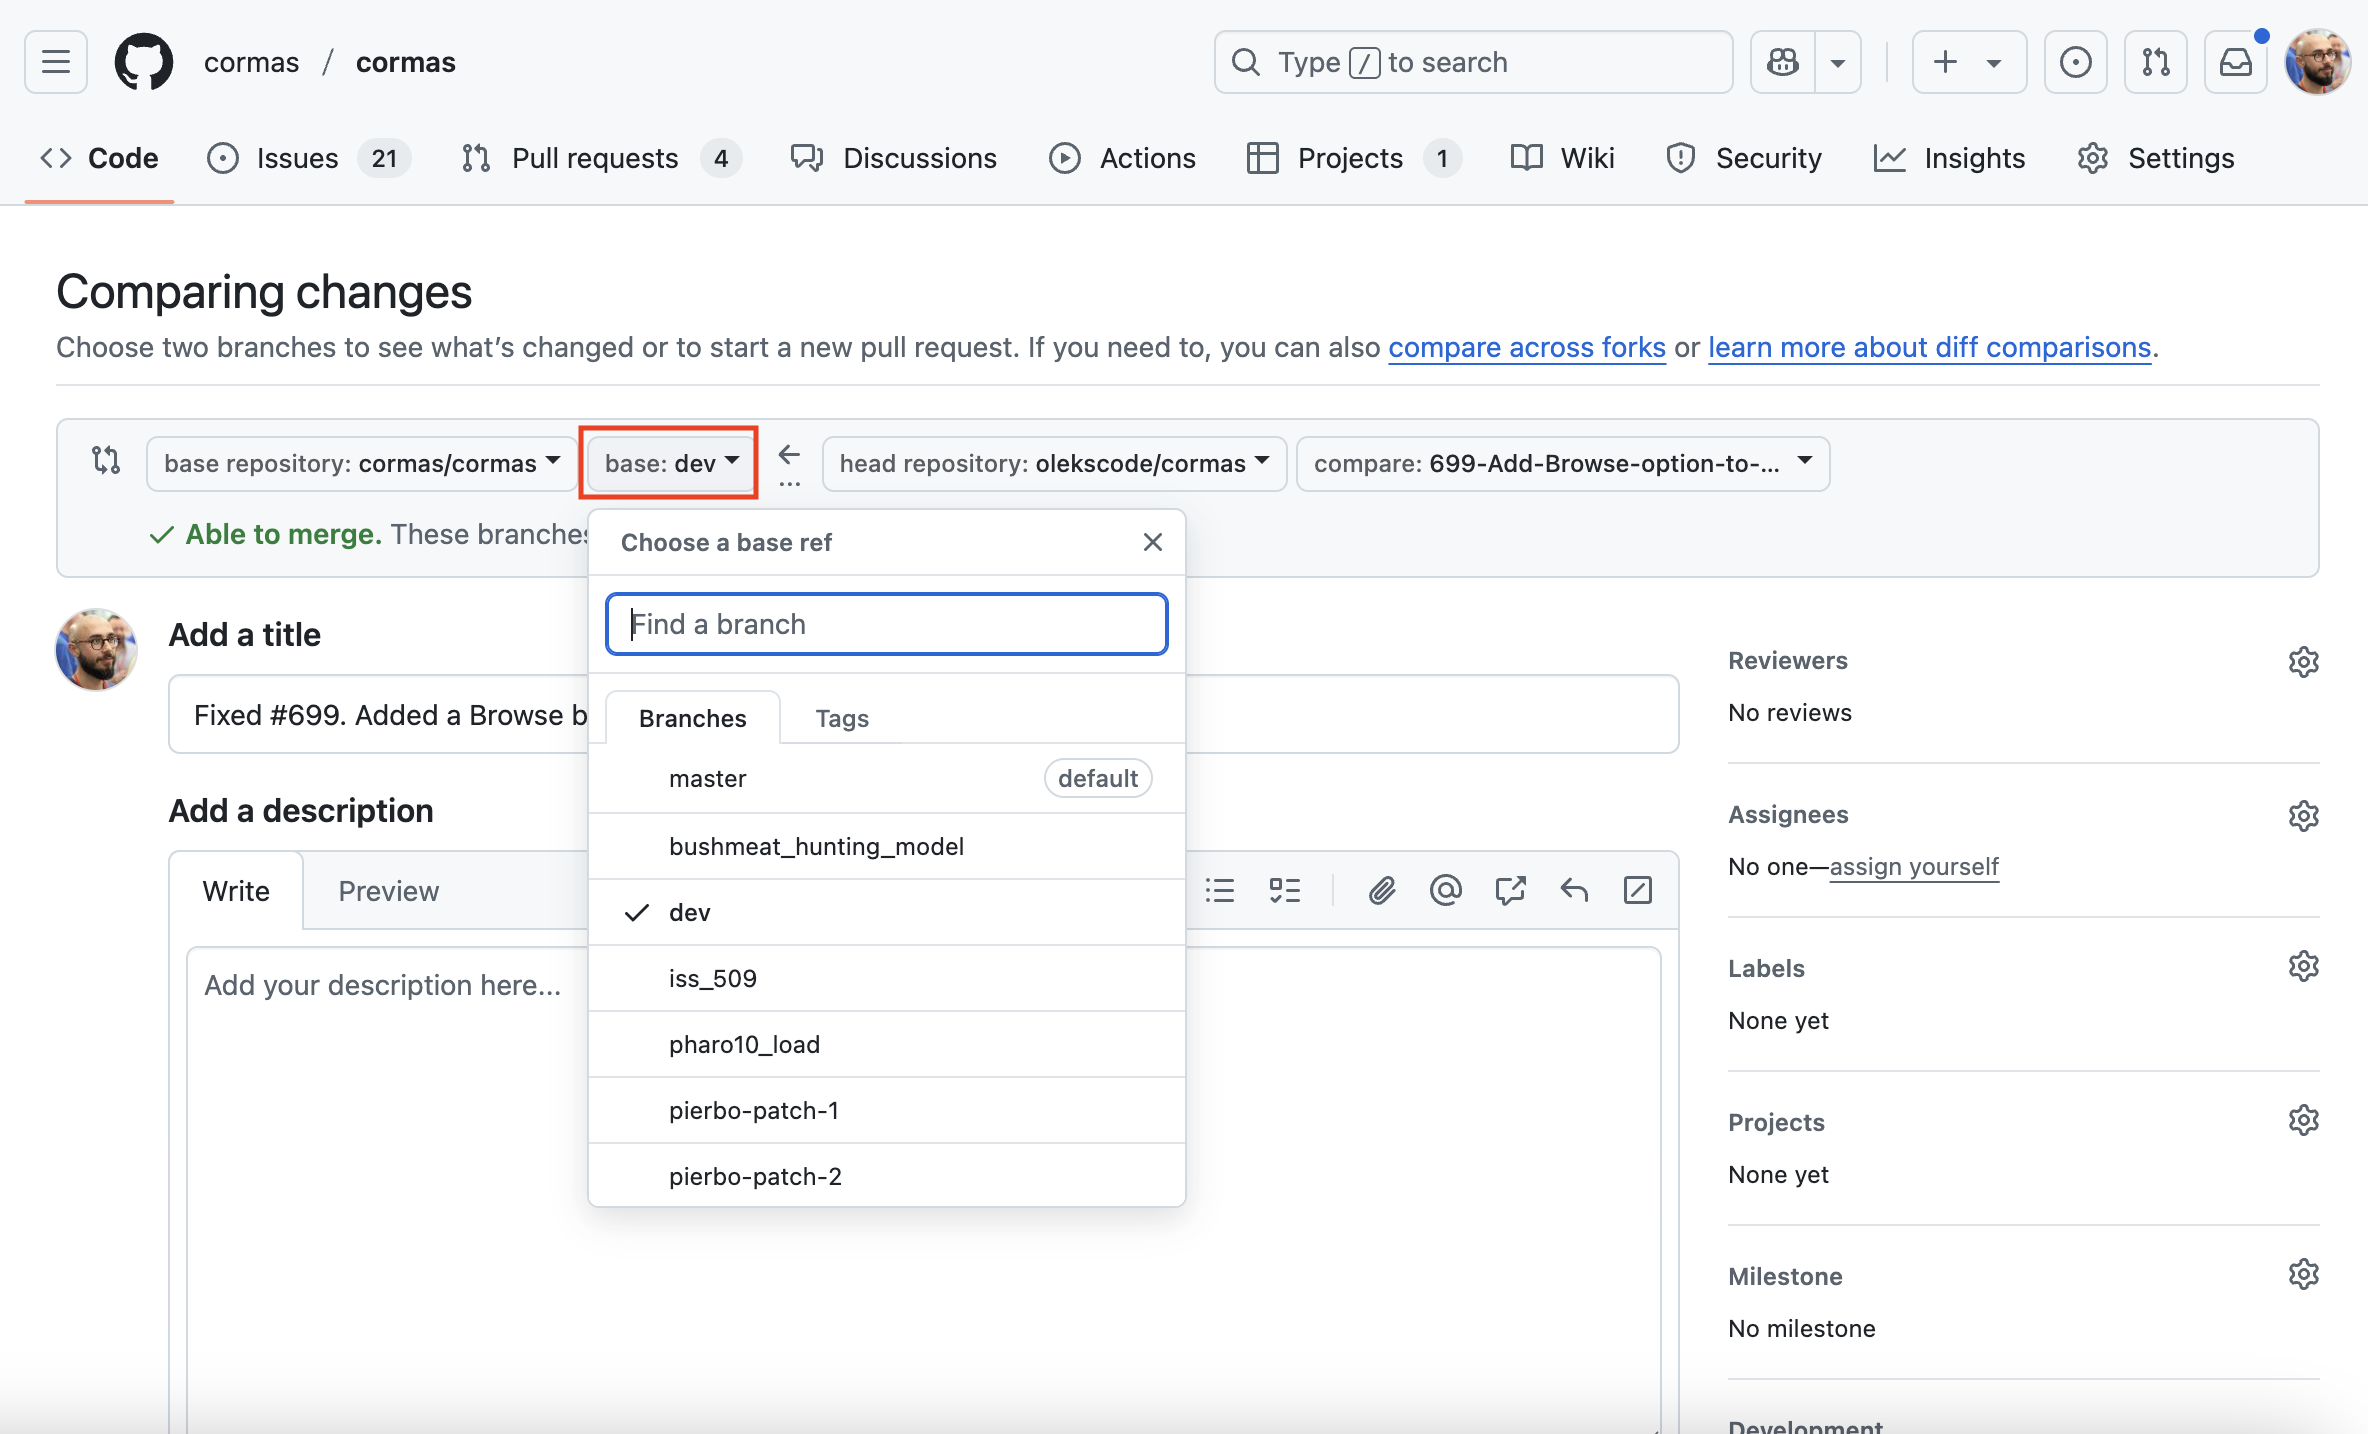 cormas / cormas
Type / to search
Code
Issues 21
Pull requests 4
Discussions
Actions
Projects 1
Wiki
Security
Insights
Settings
Comparing changes
Choose two branches to see what’s changed or to start a new pull request. If you need to, you can also compare across forks or learn more about diff comparisons.
base repository: cormas/cormas
base: dev
head repository: olekscode/cormas
compare: 699-Add-Browse-option-to-...
Able to merge. These branches
Choose a base ref
Find a branch
Branches
Tags
master default
bushmeat_hunting_model
dev
iss_509
pharo10_load
pierbo-patch-1
pierbo-patch-2
Add a title
Fixed #699. Added a Browse b
Add a description
Write
Preview
Add your description here...
Reviewers
No reviews
Assignees
No one—assign yourself
Labels
None yet
Projects
None yet
Milestone
No milestone
Development